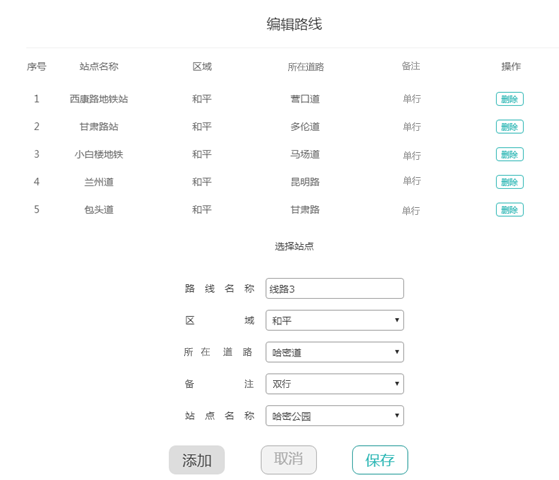 编辑路线
序号 站点名称 区域 所在道路 备注 操作
1 西康路地铁站 和平 营口道 单行 删除
2 甘肃路站 和平 多伦道 单行 删除
3 小白楼地铁 和平 马场道 单行 删除
4 兰州道 和平 昆明路 单行 删除
5 包头道 和平 甘肃路 单行 删除
选择站点
路线名称 线路3
区域 和平
所在道路 哈密道
备注 双行
站点名称 哈密公园
添加 取消 保存